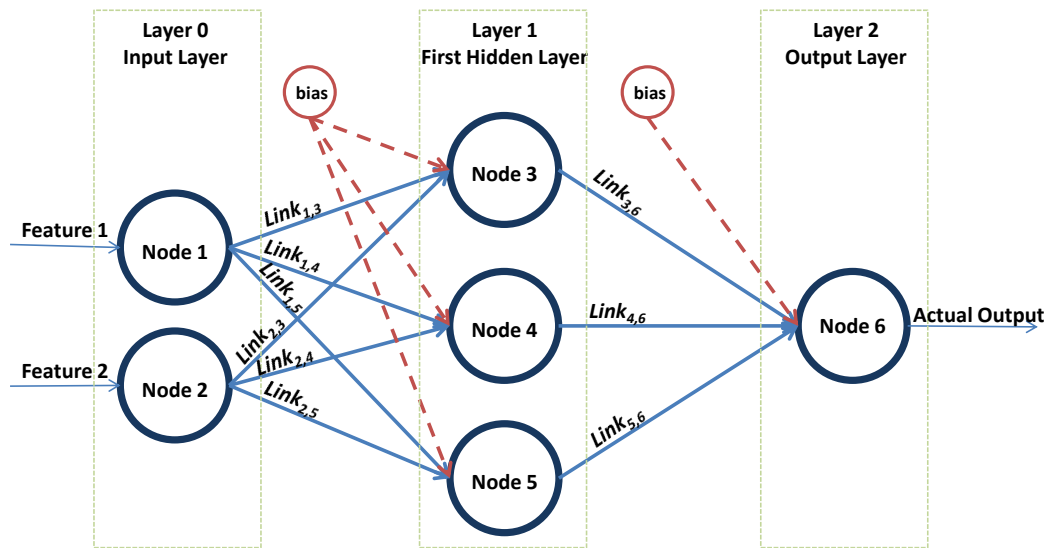 Layer 0
Input Layer
Layer 1
First Hidden Layer
Layer 2
Output Layer
bias
bias
Node 3
Link3,6
Link1,3
Feature 1
Node 1
Link1,4
Link1,5
Node 4
Link4,6
Node 6
Actual Output
Link2,3
Link2,4
Feature 2
Node 2
Link2,5
Link5,6
Node 5